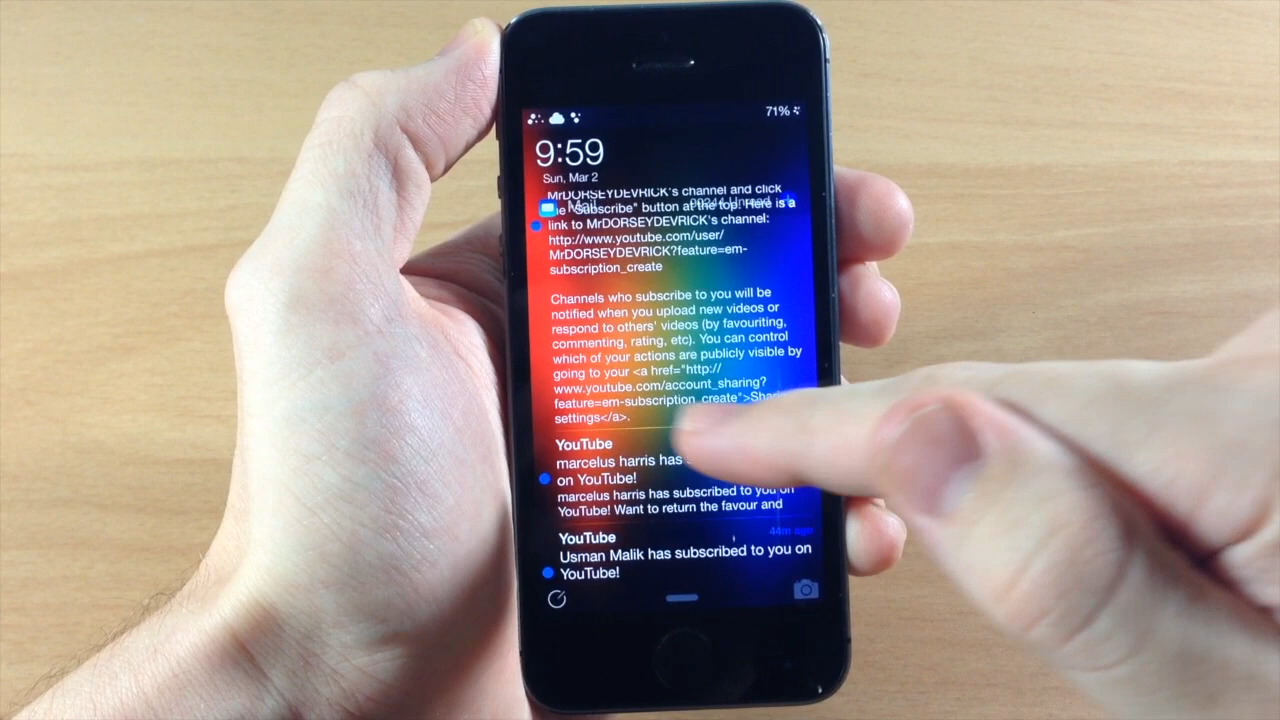 71%
9:59
Sun, Mar 2
MrDORSEYDEVRICK's channel and click
"Subscribe" button at the top. Here is a
Mail
Unread
link to MrDORSEYDEVRICK's channel:
http://www.youtube.com/user/
MrDORSEYDEVRICK?feature=em-
subscription_create
Channels who subscribe to you will be
notified when you upload new videos or
respond to others' videos (by favouriting,
commenting, rating, etc). You can control
which of your actions are publicly visible by
going to your <a href="http://
www.youtube.com/account_sharing?
feature=em-subscription_create">
settings</a>.
YouTube
marcelus harris has
on YouTube!
marcelus harris has subscribed to you on
YouTube! Want to return the favour and
YouTube
44m ago
Usman Malik has subscribed to you on
YouTube!